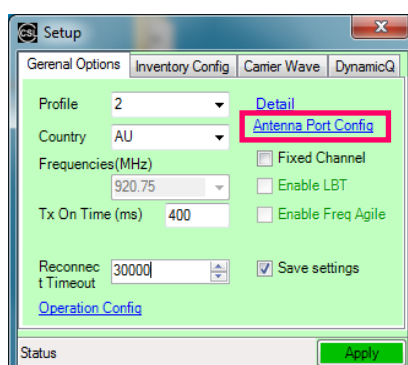 CSL Setup
Gerenal Options Inventory Config Carrier Wave DynamicQ
Profile 2 Detail
Antenna Port Config
Country AU
Frequencies(MHz) Fixed Channel
920.75 Enable LBT
Tx On Time (ms) 400 Enable Freq Agile
Reconnec
t Timeout 30000 Save settings
Operation Config
Status Apply